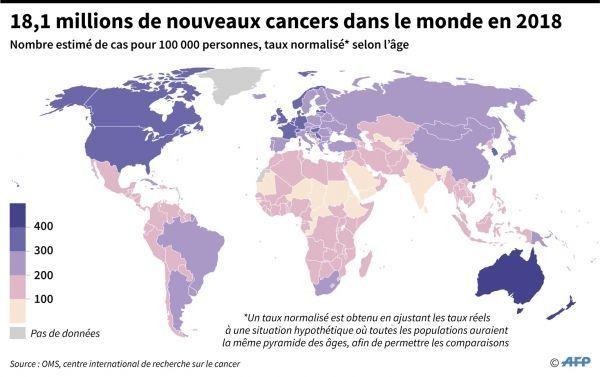 18,1 millions de nouveaux cancers dans le monde en 2018
Nombre estimé de cas pour 100 000 personnes, taux normalisé* selon l'âge
400
300
200
100
Pas de données
*Un taux normalisé est obtenu en ajustant les taux réels
à une situation hypothétique où toutes les populations auraient
la même pyramide des âges, afin de permettre les comparaisons
Source : OMS, centre international de recherche sur le cancer
© AFP